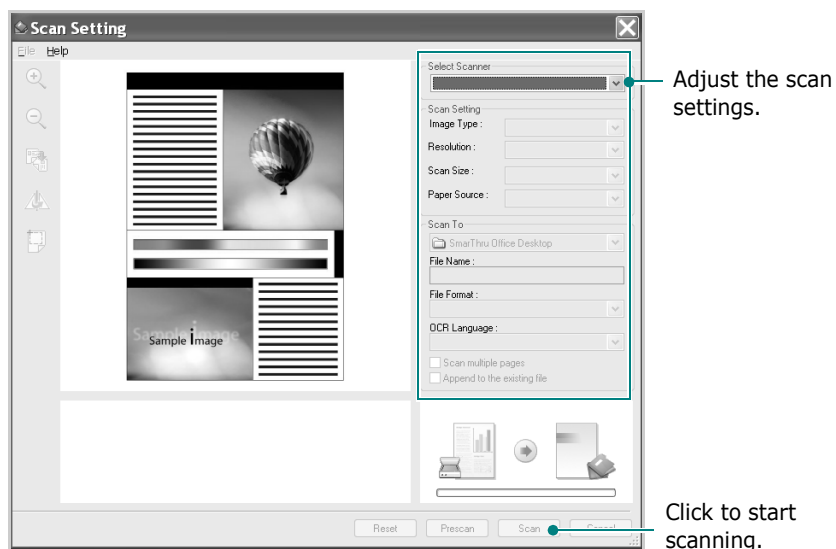 Scan Setting
File Help
Select Scanner
Adjust the scan
settings.
Scan Setting
Image Type :
Resolution :
Scan Size :
Paper Source :
Scan To
SmarThru Office Desktop
File Name :
File Format :
OCR Language :
Scan multiple pages
Append to the existing file
Sample Image
Sample Image
Reset Prescan Scan Cancel
Click to start
scanning.